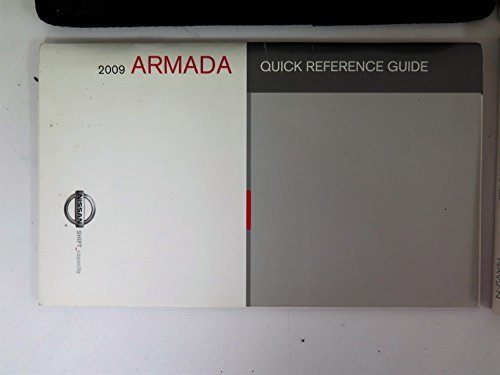 2009 ARMADA
QUICK REFERENCE GUIDE
NISSAN
SHIFT_capacity